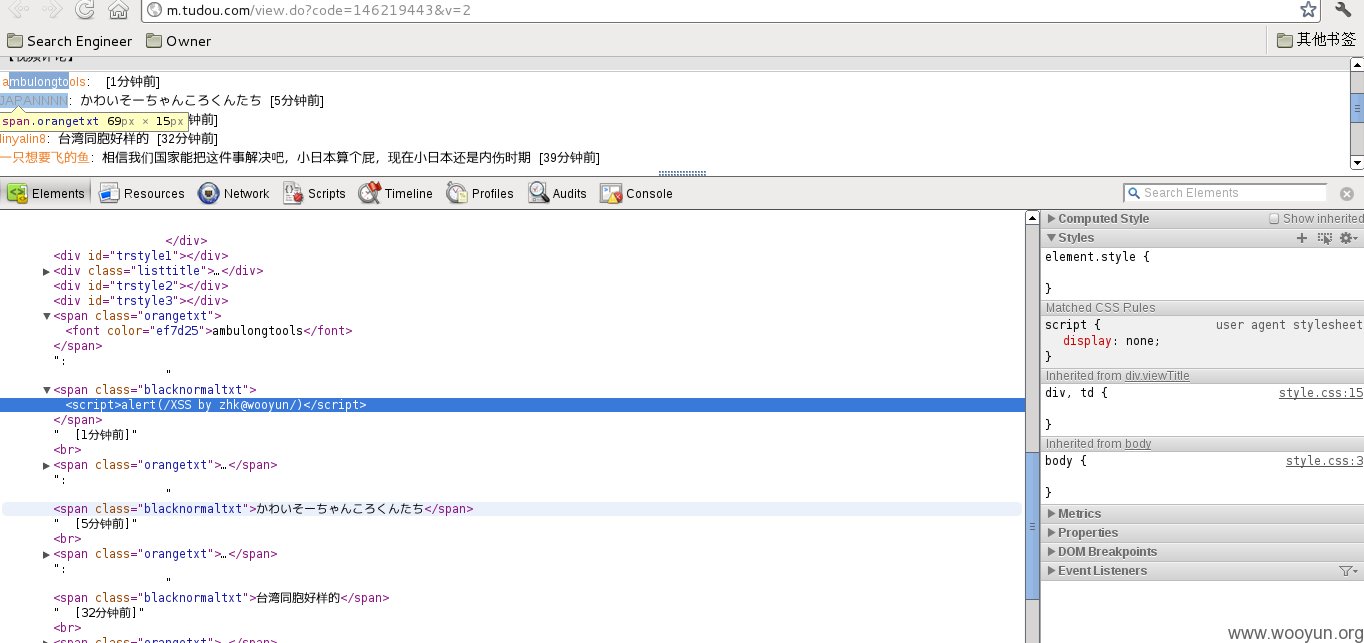 m.tudou.com/view.do?code=146219443&v=2
Search Engineer Owner 其他书签
【视频评论】
ambulongtools: [1分钟前]
JAPANNNN: かわいそーちゃんころくんたち [5分钟前]
span.orangetxt 69px × 15px 钟前]
linyalin8: 台湾同胞好样的 [32分钟前]
一只想要飞的鱼: 相信我们国家能把这件事解决吧，小日本算个屁，现在小日本还是内伤时期 [39分钟前]
Elements Resources Network Scripts Timeline Profiles Audits Console Search Elements
</div>
<div id="trstyle1"></div>
<div class="listtitle">…</div>
<div id="trstyle2"></div>
<div id="trstyle3"></div>
<span class="orangetxt">
<font color="ef7d25">ambulongtools</font>
</span>
":
"
<span class="blacknormaltxt">
<script>alert(/XSS by zhk@wooyun/)</script>
</span>
" [1分钟前]"
<br>
<span class="orangetxt">…</span>
":
"
<span class="blacknormaltxt">かわいそーちゃんころくんたち</span>
" [5分钟前]"
<br>
<span class="orangetxt">…</span>
":
"
<span class="blacknormaltxt">台湾同胞好样的</span>
" [32分钟前]"
<br>
<span class="orangetxt">…</span>
Computed Style Show inherited
Styles
element.style {
}
Matched CSS Rules
script { user agent stylesheet
display: none;
}
Inherited from div.viewTitle
div, td { style.css:15
}
Inherited from body
body { style.css:3
}
Metrics
Properties
DOM Breakpoints
Event Listeners
www.wooyun.org